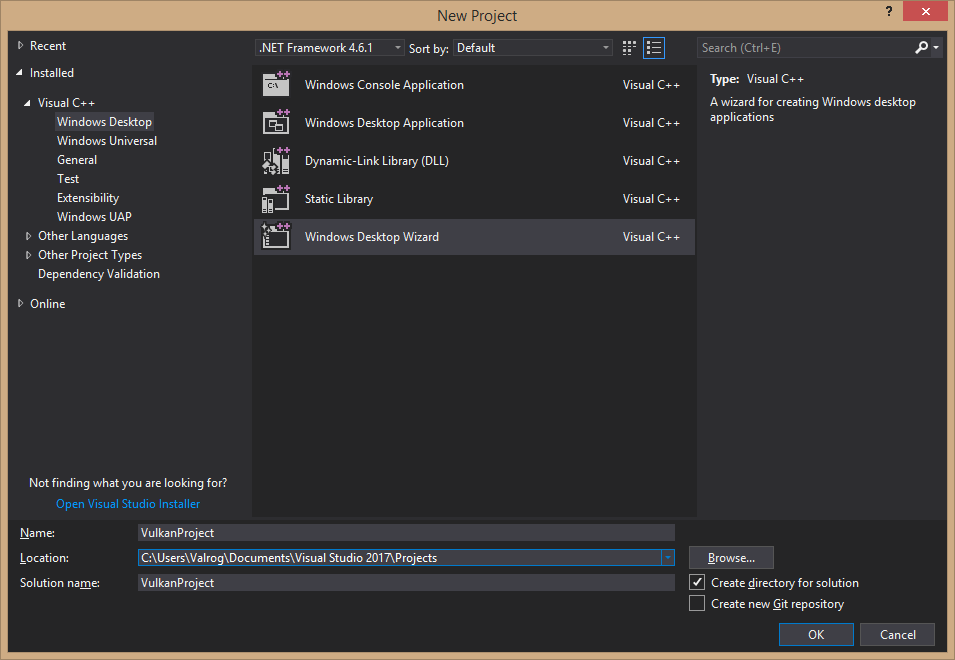 New Project
?
Recent
Installed
Visual C++
Windows Desktop
Windows Universal
General
Test
Extensibility
Windows UAP
Other Languages
Other Project Types
Dependency Validation
Online
Not finding what you are looking for?
Open Visual Studio Installer
.NET Framework 4.6.1 Sort by: Default
Windows Console Application Visual C++
Windows Desktop Application Visual C++
Dynamic-Link Library (DLL) Visual C++
Static Library Visual C++
Windows Desktop Wizard Visual C++
Search (Ctrl+E)
Type: Visual C++
A wizard for creating Windows desktop
applications
Name: VulkanProject
Location: C:\Users\Valrog\Documents\Visual Studio 2017\Projects Browse...
Solution name: VulkanProject
Create directory for solution
Create new Git repository
OK Cancel